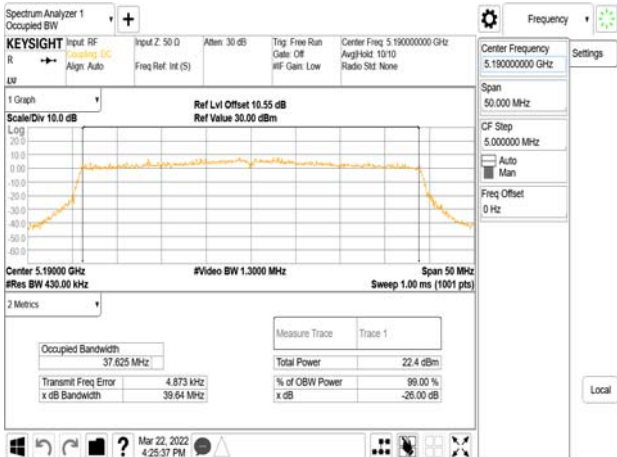 Spectrum Analyzer 1
Occupied BW
Frequency
KEYSIGHT
R
LXI
Input: RF
Coupling: DC
Align: Auto
Input Z: 50 Ω
Freq Ref: Int (S)
Atten: 30 dB
Trig: Free Run
Gate: Off
#IF Gain: Low
Center Freq: 5.190000000 GHz
Avg|Hold: 10/10
Radio Std: None
Center Frequency
5.190000000 GHz
Settings
Span
50.000 MHz
CF Step
5.000000 MHz
Auto
Man
Freq Offset
0 Hz
Local
1 Graph
Scale/Div 10.0 dB
Ref Lvl Offset 10.55 dB
Ref Value 30.00 dBm
Log
20.0
10.0
0.00
-10.0
-20.0
-30.0
-40.0
-50.0
-60.0
Center 5.19000 GHz
#Res BW 430.00 kHz
#Video BW 1.3000 MHz
Span 50 MHz
Sweep 1.00 ms (1001 pts)
2 Metrics
Measure Trace Trace 1
Occupied Bandwidth
37.625 MHz
Total Power 22.4 dBm
Transmit Freq Error 4.873 kHz
% of OBW Power 99.00 %
x dB Bandwidth 39.64 MHz
x dB -26.00 dB
?
Mar 22, 2022
4:25:37 PM